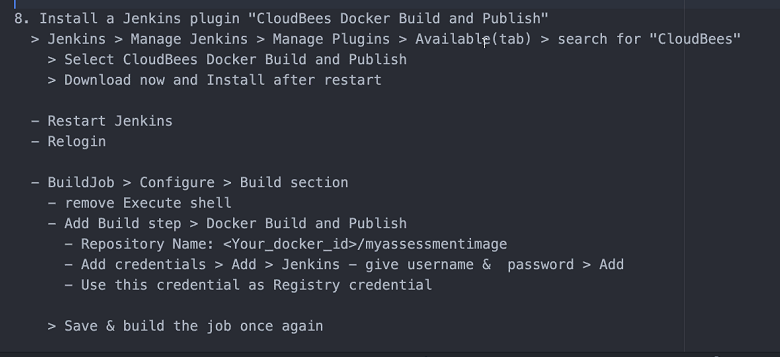 8. Install a Jenkins plugin "CloudBees Docker Build and Publish"
> Jenkins > Manage Jenkins > Manage Plugins > Available(tab) > search for "CloudBees"
> Select CloudBees Docker Build and Publish
> Download now and Install after restart
- Restart Jenkins
- Relogin
- BuildJob > Configure > Build section
- remove Execute shell
- Add Build step > Docker Build and Publish
- Repository Name: <Your_docker_id>/myassessmentimage
- Add credentials > Add > Jenkins - give username &  password > Add
- Use this credential as Registry credential
> Save & build the job once again